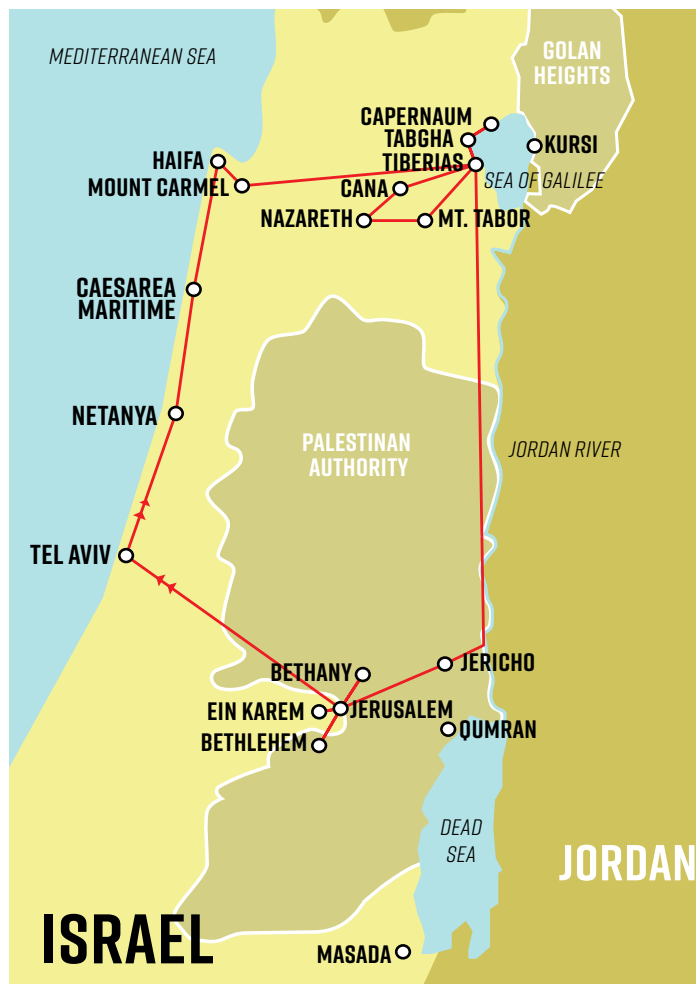 MEDITERRANEAN SEA
GOLAN
HEIGHTS
CAPERNAUM
TABGHA
KURSI
HAIFA
TIBERIAS
MOUNT CARMEL
CANA
SEA OF GALILEE
NAZARETH
MT. TABOR
CAESAREA
MARITIME
NETANYA
PALESTINAN
AUTHORITY
JORDAN RIVER
TEL AVIV
BETHANY
JERICHO
EIN KAREM
JERUSALEM
BETHLEHEM
QUMRAN
DEAD
SEA
JORDAN
ISRAEL
MASADA